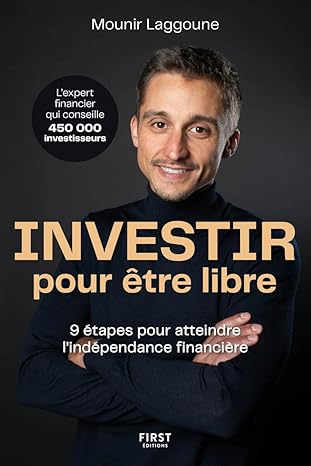 Mounir Laggoune
L'expert
financier
qui conseille
450 000
investisseurs
INVESTIR
pour être libre
9 étapes pour atteindre
l'indépendance financière
FIRST
ÉDITIONS